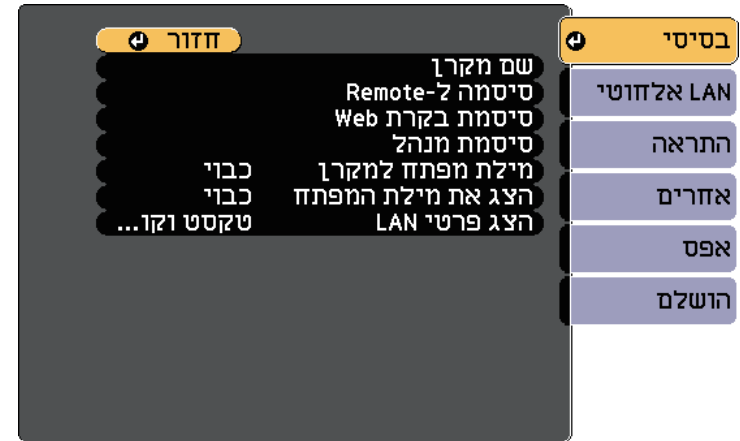 בסיסי
LAN אלחוטי
התראה
אחרים
אפס
הושלם
חזור
שם מקרן
סיסמה ל-Remote
סיסמת בקרת Web
סיסמת מנהל
מילת מפתח למקרן כבוי
הצג את מילת המפתח כבוי
הצג פרטי LAN טקסט וקו...